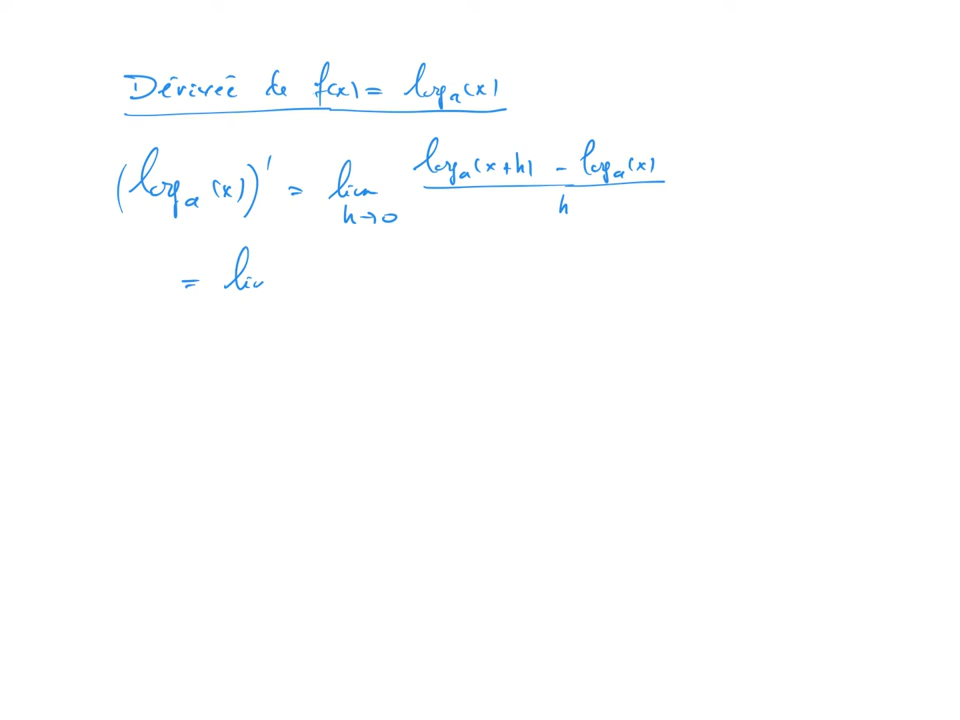 Dérivée de f(x) = log_a(x)
(log_a(x))' = lim_{h→0} (log_a(x+h) - log_a(x)) / h
= lim